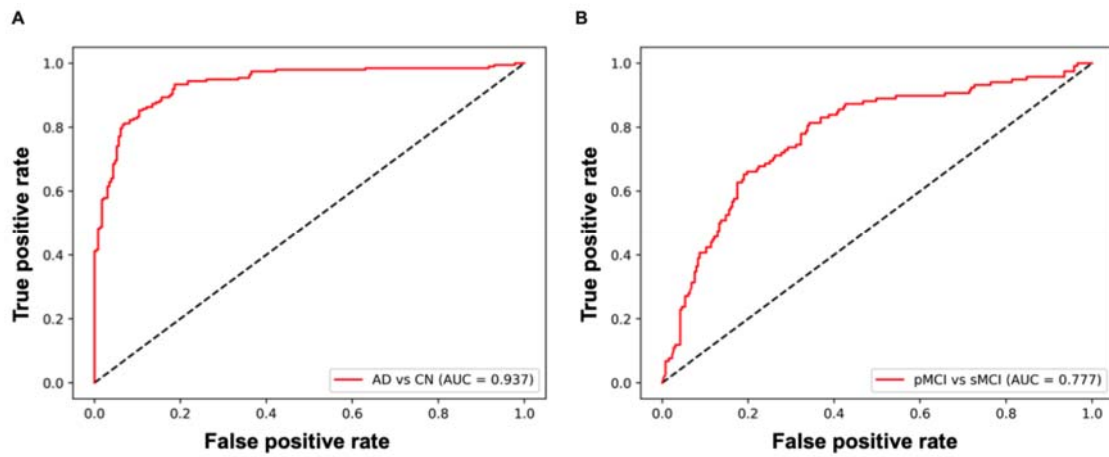 A
True positive rate
1.0
0.8
0.6
0.4
0.2
0.0
0.0 0.2 0.4 0.6 0.8 1.0
AD vs CN (AUC = 0.937)
False positive rate
B
True positive rate
1.0
0.8
0.6
0.4
0.2
0.0
0.0 0.2 0.4 0.6 0.8 1.0
pMCI vs sMCI (AUC = 0.777)
False positive rate